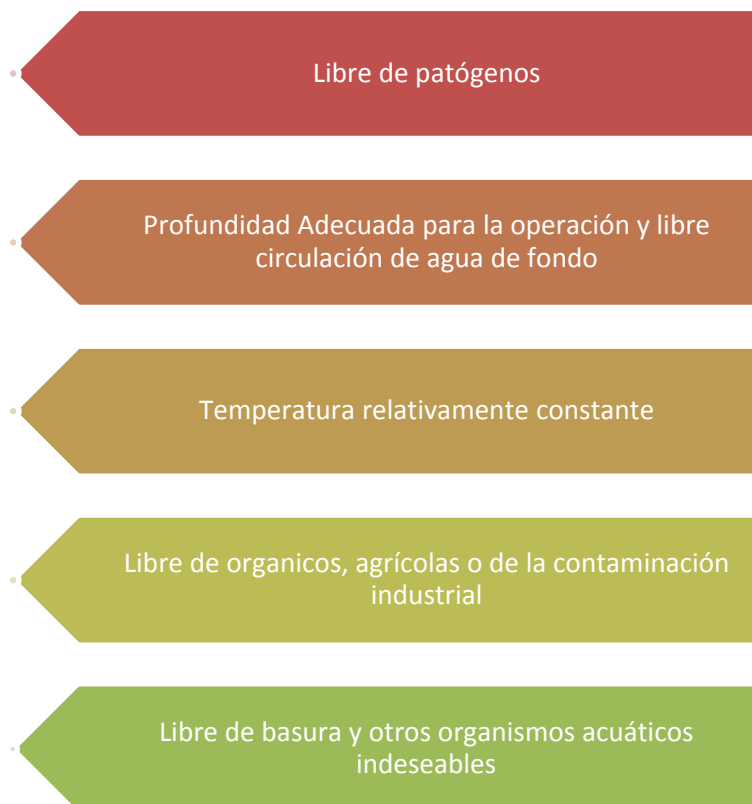 Libre de patógenos
Profundidad Adecuada para la operación y libre
circulación de agua de fondo
Temperatura relativamente constante
Libre de organicos, agrícolas o de la contaminación
industrial
Libre de basura y otros organismos acuáticos
indeseables